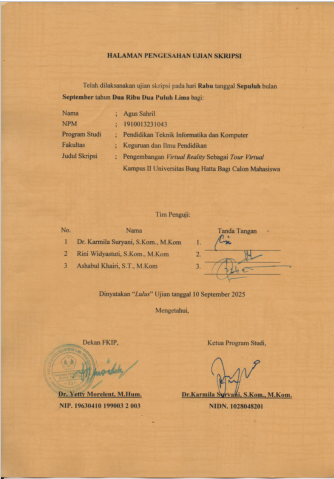 HALAMAN PENGESAHAN UJIAN SKRIPSI
Telah dilaksanakan ujian skripsi pada hari Rabu tanggal Sepuluh bulan
September tahun Dua Ribu Dua Puluh Lima bagi:
Nama : Agus Sahril
NPM : 1910013231043
Program Studi : Pendidikan Teknik Informatika dan Komputer
Fakultas : Keguruan dan Ilmu Pendidikan
Judul Skripsi : Pengembangan Virtual Reality Sebagai Tour Virtual
Kampus II Universitas Bung Hatta Bagi Calon Mahasiswa
Tim Penguji:
No. Nama Tanda Tangan
1 Dr. Karmila Suryani, S.Kom., M.Kom 1.
2 Rini Widyastuti, S.Kom., M.Kom 2.
3 Ashabul Khairi, S.T., M.Kom 3.
Dinyatakan "Lulus" Ujian tanggal 10 September 2025
Mengetahui,
Dekan FKIP, Ketua Program Studi,
Dr. Yetty Morelent, M.Hum. Dr.Karmila Suryani, S.Kom., M.Kom.
NIP. 19630410 199003 2 003 NIDN. 1028048201